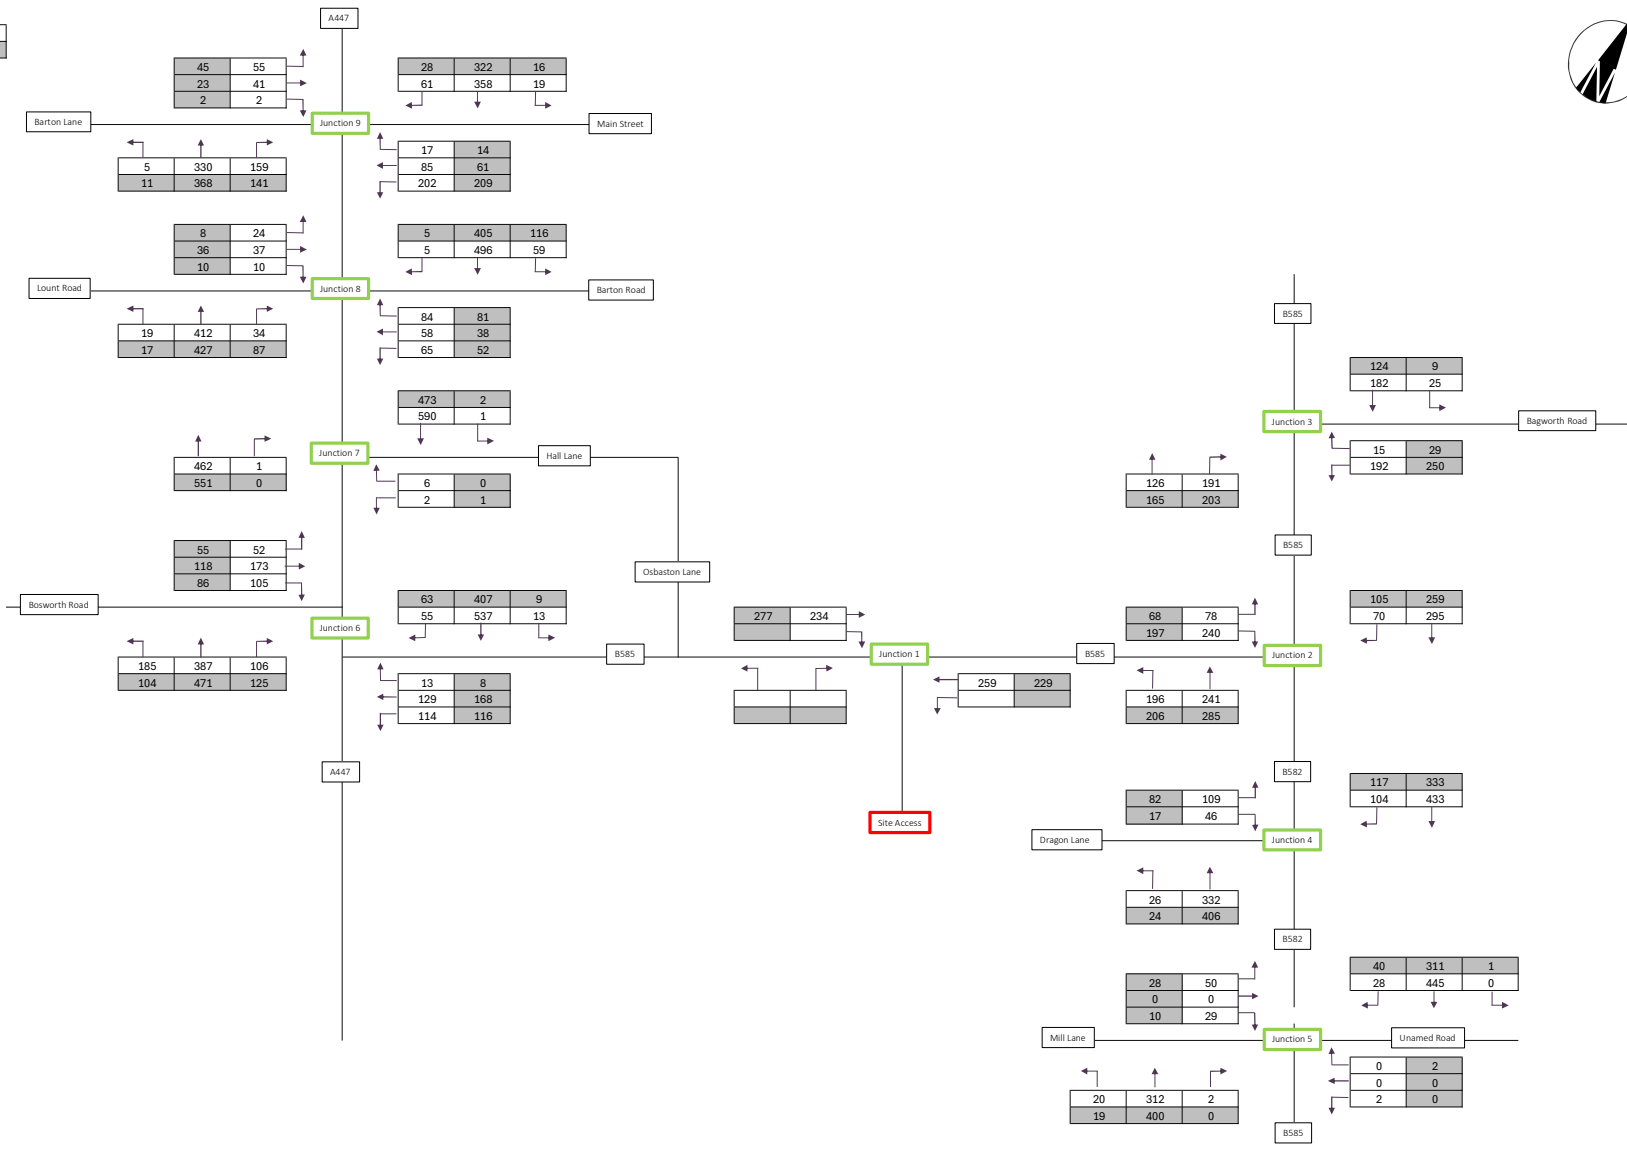 A447
45 55
23 41
2 2
28 322 16
61 358 19
Barton Lane
Junction 9
Main Street
5 330 159
11 368 141
17 14
85 61
202 209
8 24
36 37
10 10
5 405 116
5 496 59
Lount Road
Junction 8
Barton Road
19 412 34
17 427 87
84 81
58 38
65 52
B585
124 9
182 25
473 2
590 1
Junction 3
Bagworth Road
Junction 7
Hall Lane
15 29
192 250
462 1
551 0
6 0
2 1
126 191
165 203
B585
55 52
118 173
86 105
Osbaston Lane
Bosworth Road
Junction 6
63 407 9
55 537 13
277 234
68 78
197 240
105 259
70 295
185 387 106
104 471 125
B585
Junction 1
B585
Junction 2
13 8
129 168
114 116
259 229
196 241
206 285
A447
B582
117 333
104 433
82 109
17 46
Site Access
Dragon Lane
Junction 4
26 332
24 406
B582
40 311 1
28 445 0
28 50
0 0
10 29
Mill Lane
Junction 5
Unamed Road
0 2
0 0
2 0
20 312 2
19 400 0
B585
N